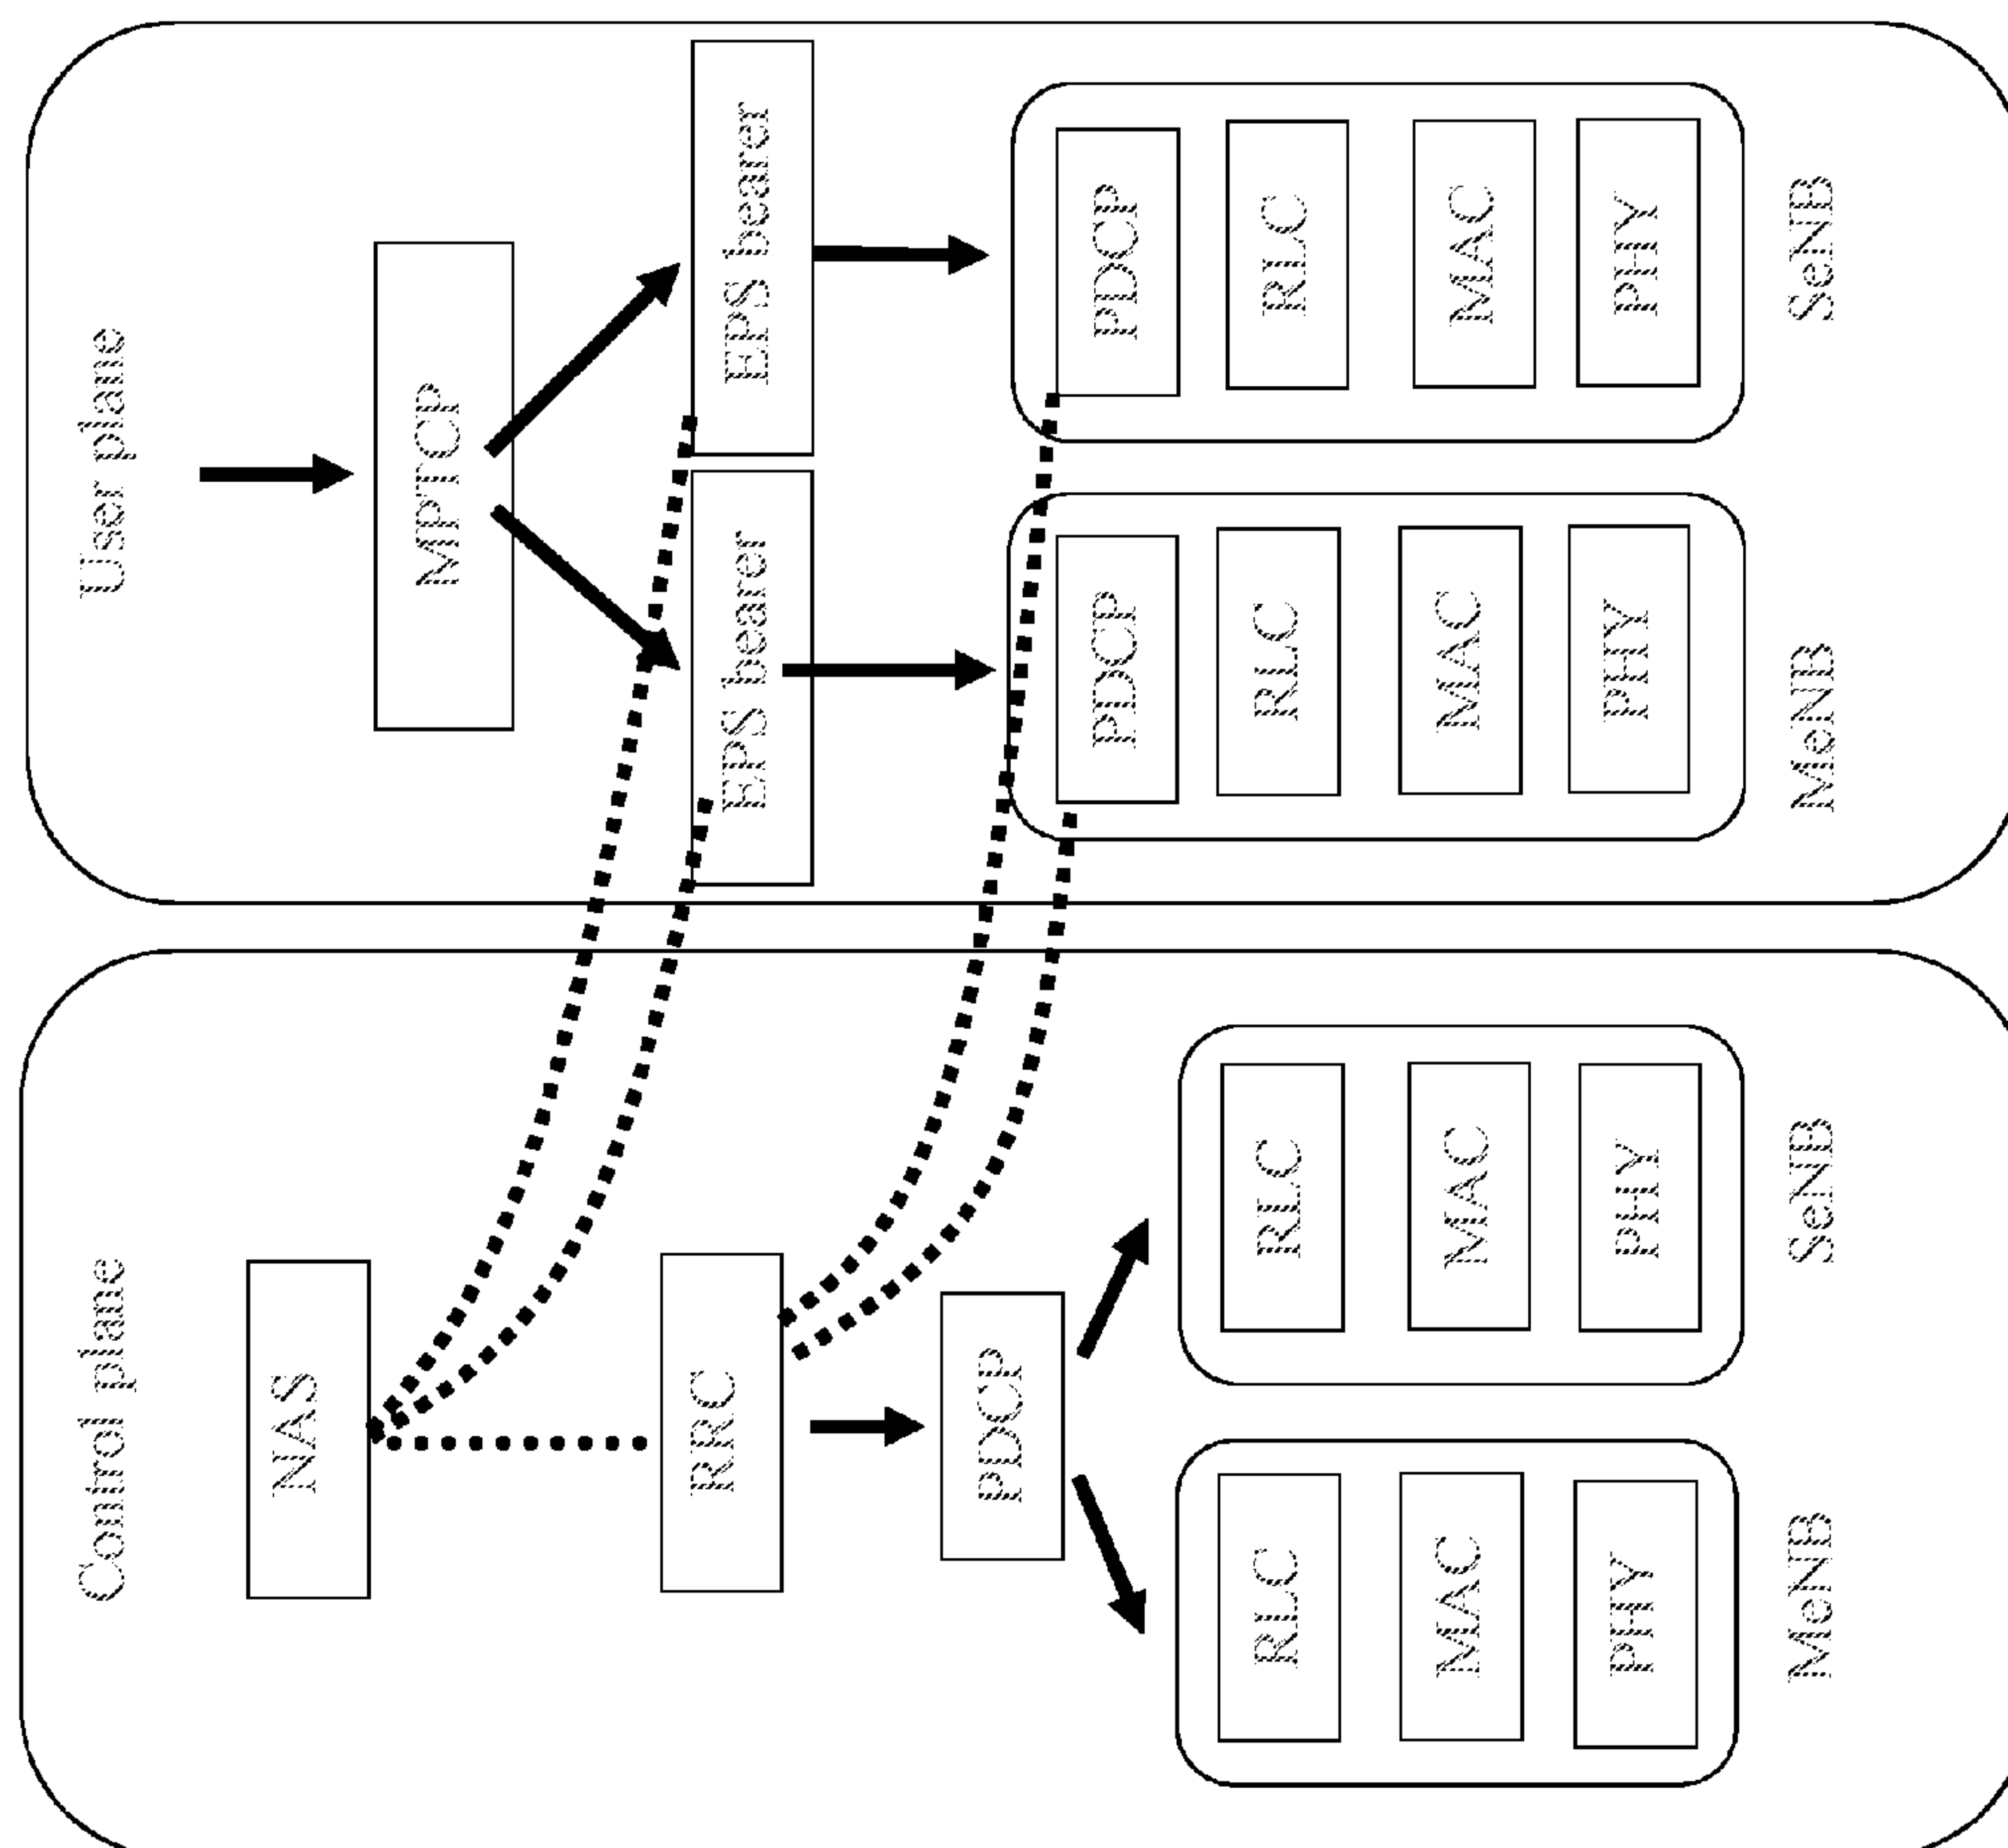 Control plane
NAS
RRC
PDCP
RLC
MAC
PHY
MeNB
RLC
MAC
PHY
SeNB
User plane
MPTCP
EPS bearer
EPS bearer
PDCP
RLC
MAC
PHY
MeNB
PDCP
RLC
MAC
PHY
SeNB